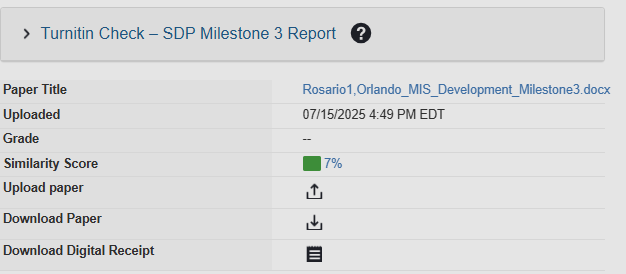 Turnitin Check – SDP Milestone 3 Report ?
Paper Title Rosario1,Orlando_MIS_Development_Milestone3.docx
Uploaded 07/15/2025 4:49 PM EDT
Grade --
Similarity Score 7%
Upload paper
Download Paper
Download Digital Receipt